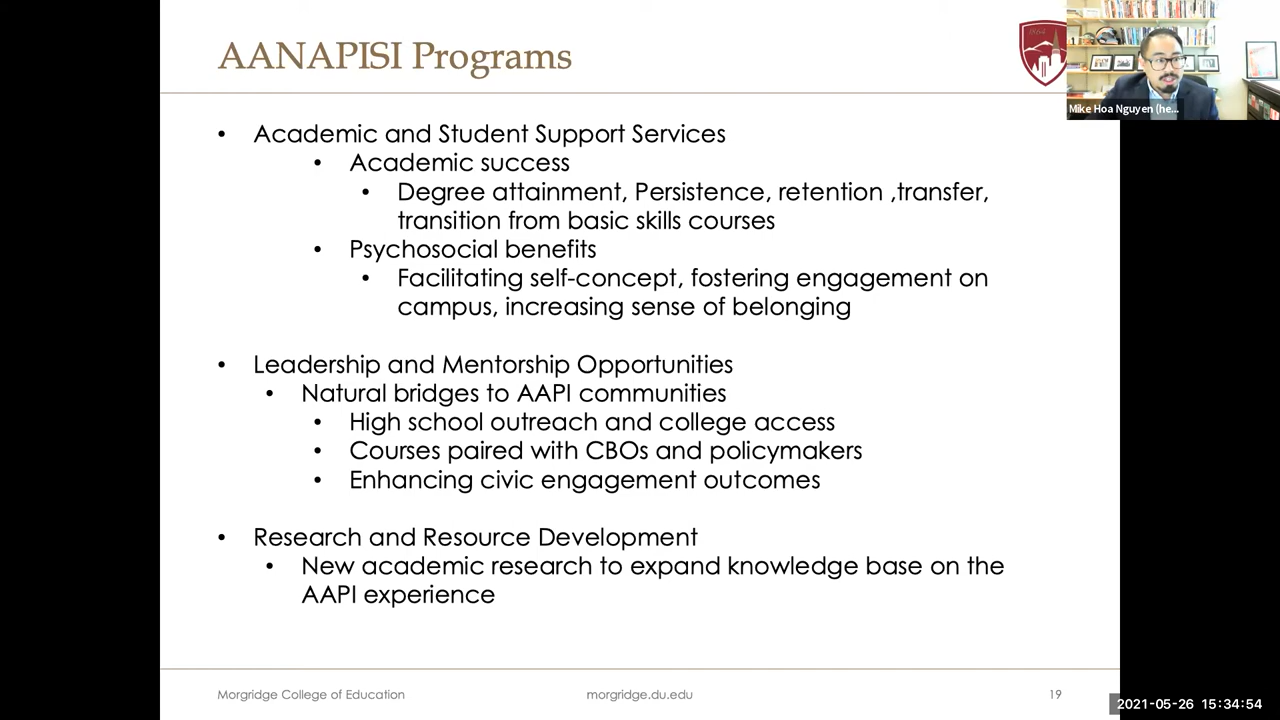 AANAPISI Programs
Mike Hoa Nguyen (he...
• Academic and Student Support Services
• Academic success
• Degree attainment, Persistence, retention ,transfer,
transition from basic skills courses
• Psychosocial benefits
• Facilitating self-concept, fostering engagement on
campus, increasing sense of belonging
• Leadership and Mentorship Opportunities
• Natural bridges to AAPI communities
• High school outreach and college access
• Courses paired with CBOs and policymakers
• Enhancing civic engagement outcomes
• Research and Resource Development
• New academic research to expand knowledge base on the
AAPI experience
Morgridge College of Education
morgridge.du.edu
19
2021-05-26 15:34:54